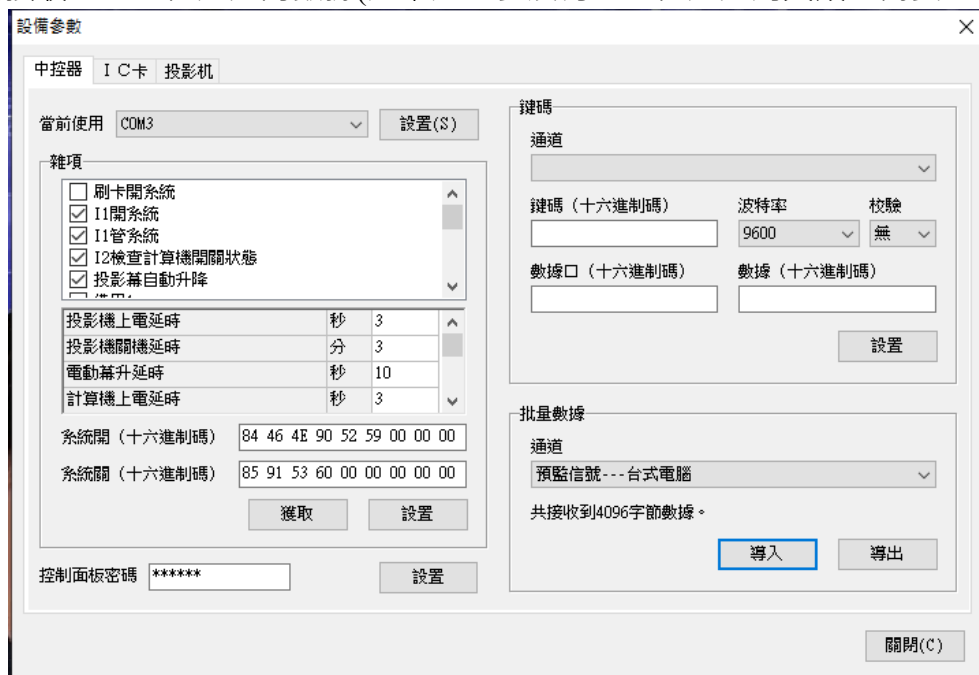 設備參數
中控器 IC卡 投影机
當前使用 COM3 設置(S)
雜項
刷卡開系統
I1開系統
I1管系統
I2檢查計算機開關狀態
投影幕自動升降
投影機上電延時 秒 3
投影機關機延時 分 3
電動幕升延時 秒 10
計算機上電延時 秒 3
系統開（十六進制碼） 84 46 4E 90 52 59 00 00 00
系統關（十六進制碼） 85 91 53 60 00 00 00 00 00
獲取 設置
控制面板密碼 ****** 設置
鍵碼
通道
鍵碼（十六進制碼） 波特率 校驗
9600 無
數據口（十六進制碼） 數據（十六進制碼）
設置
批量數據
通道
預監信號---台式電腦
共接收到4096字節數據。
導入 導出
關閉(C)